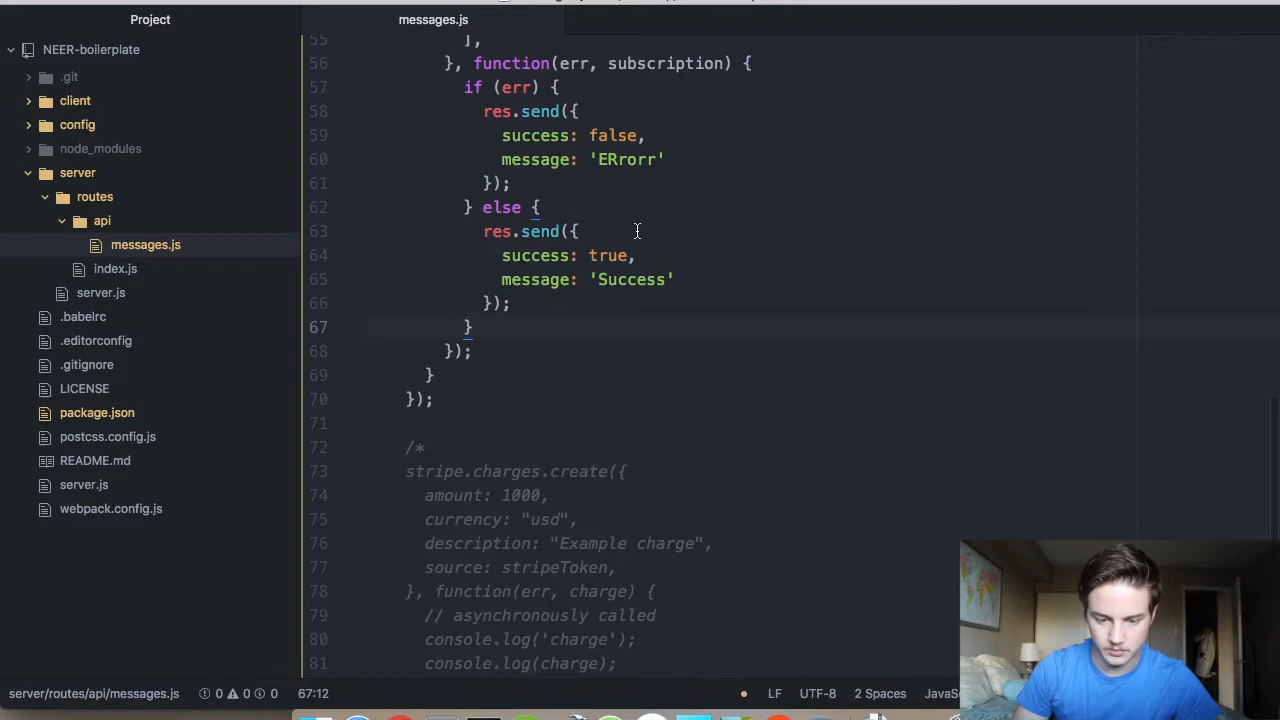 Project
messages.js
NEER-boilerplate
.git
client
config
node_modules
server
routes
api
messages.js
index.js
server.js
.babelrc
.editorconfig
.gitignore
LICENSE
package.json
postcss.config.js
README.md
server.js
webpack.config.js
55 ],
56 }, function(err, subscription) {
57 if (err) {
58 res.send({
59 success: false,
60 message: 'ERrorr'
61 });
62 } else {
63 res.send({
64 success: true,
65 message: 'Success'
66 });
67 }
68 });
69 }
70 });
71
72 /*
73 stripe.charges.create({
74 amount: 1000,
75 currency: "usd",
76 description: "Example charge",
77 source: stripeToken,
78 }, function(err, charge) {
79 // asynchronously called
80 console.log('charge');
81 console.log(charge);
server/routes/api/messages.js 0 0 0 67:12 LF UTF-8 2 Spaces JavaS